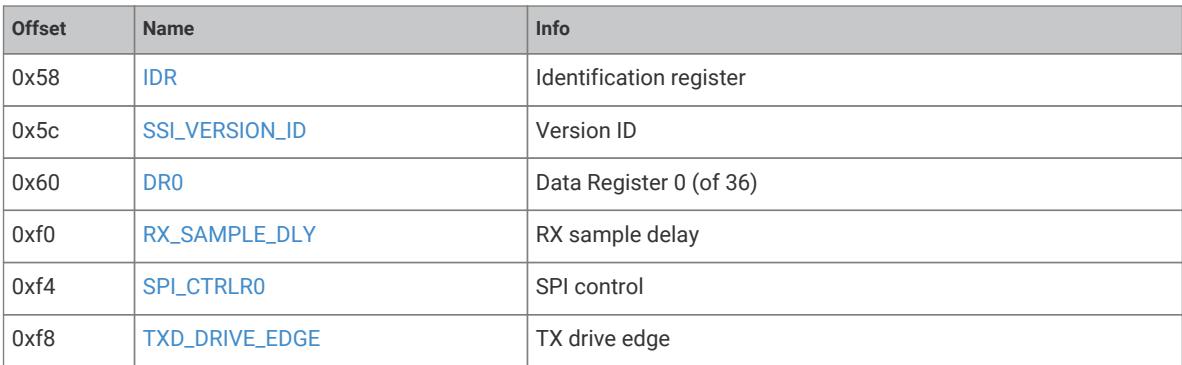 Offset Name Info
0x58 IDR Identification register
0x5c SSI_VERSION_ID Version ID
0x60 DR0 Data Register 0 (of 36)
0xf0 RX_SAMPLE_DLY RX sample delay
0xf4 SPI_CTRLR0 SPI control
0xf8 TXD_DRIVE_EDGE TX drive edge